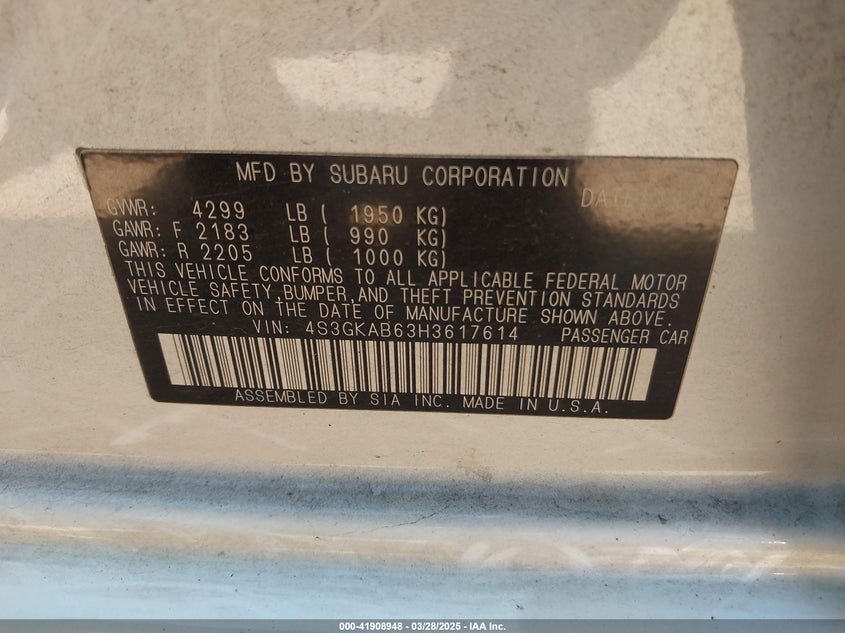 MFD BY SUBARU CORPORATION
DATE
GVWR: 4299 LB ( 1950 KG)
GAWR: F 2183 LB ( 990 KG)
GAWR: R 2205 LB ( 1000 KG)
THIS VEHICLE CONFORMS TO ALL APPLICABLE FEDERAL MOTOR
VEHICLE SAFETY,BUMPER,AND THEFT PREVENTION STANDARDS
IN EFFECT ON THE DATE OF MANUFACTURE SHOWN ABOVE.
VIN: 4S3GKAB63H3617614 PASSENGER CAR
ASSEMBLED BY SIA INC. MADE IN U.S.A.
000-41908948 - 03/28/2025 - IAA Inc.